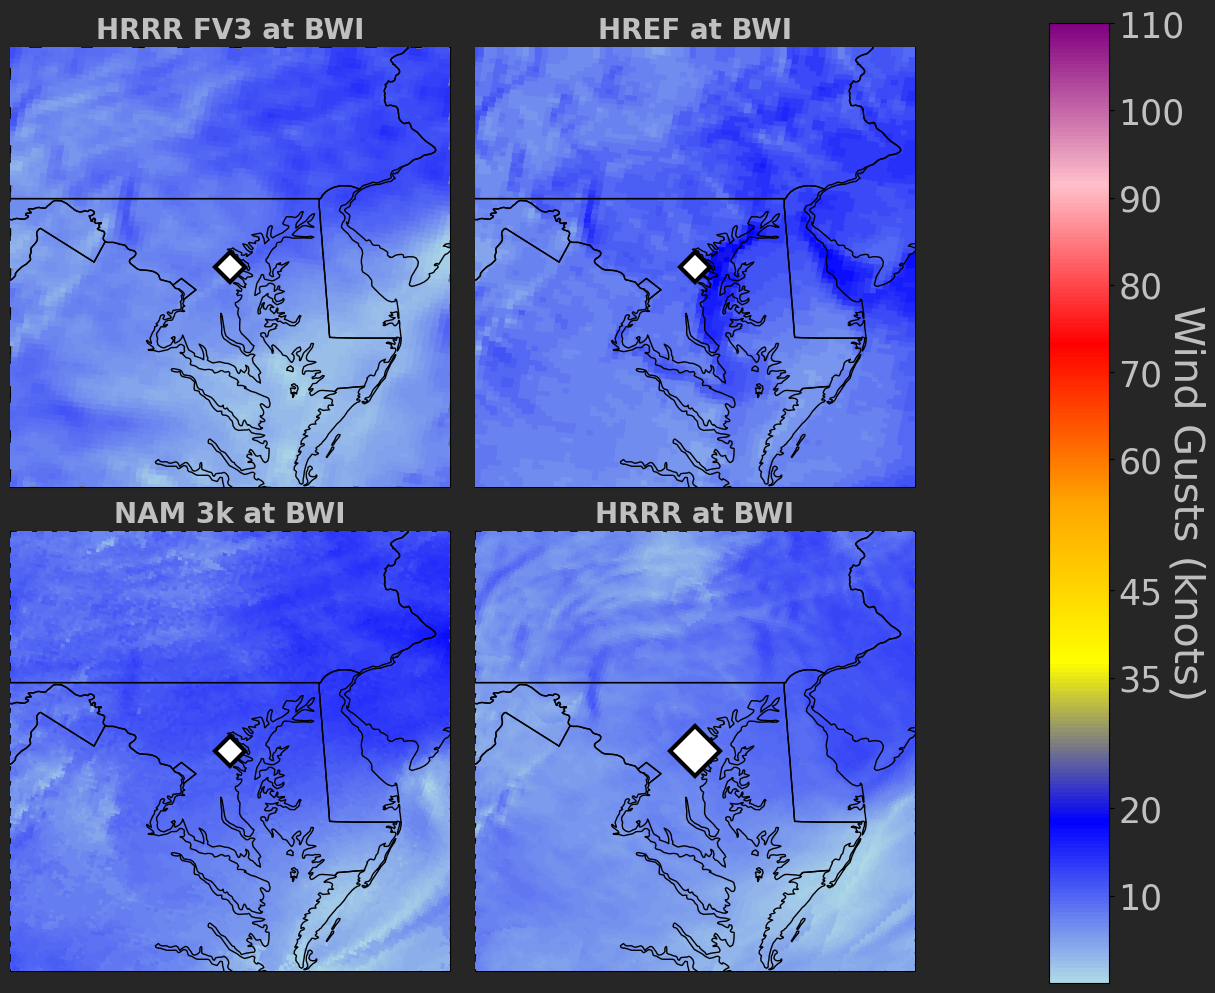 HRRR FV3 at BWI
HREF at BWI
NAM 3k at BWI
HRRR at BWI
110
100
90
80
70
60
45
35
20
10
Wind Gusts (knots)